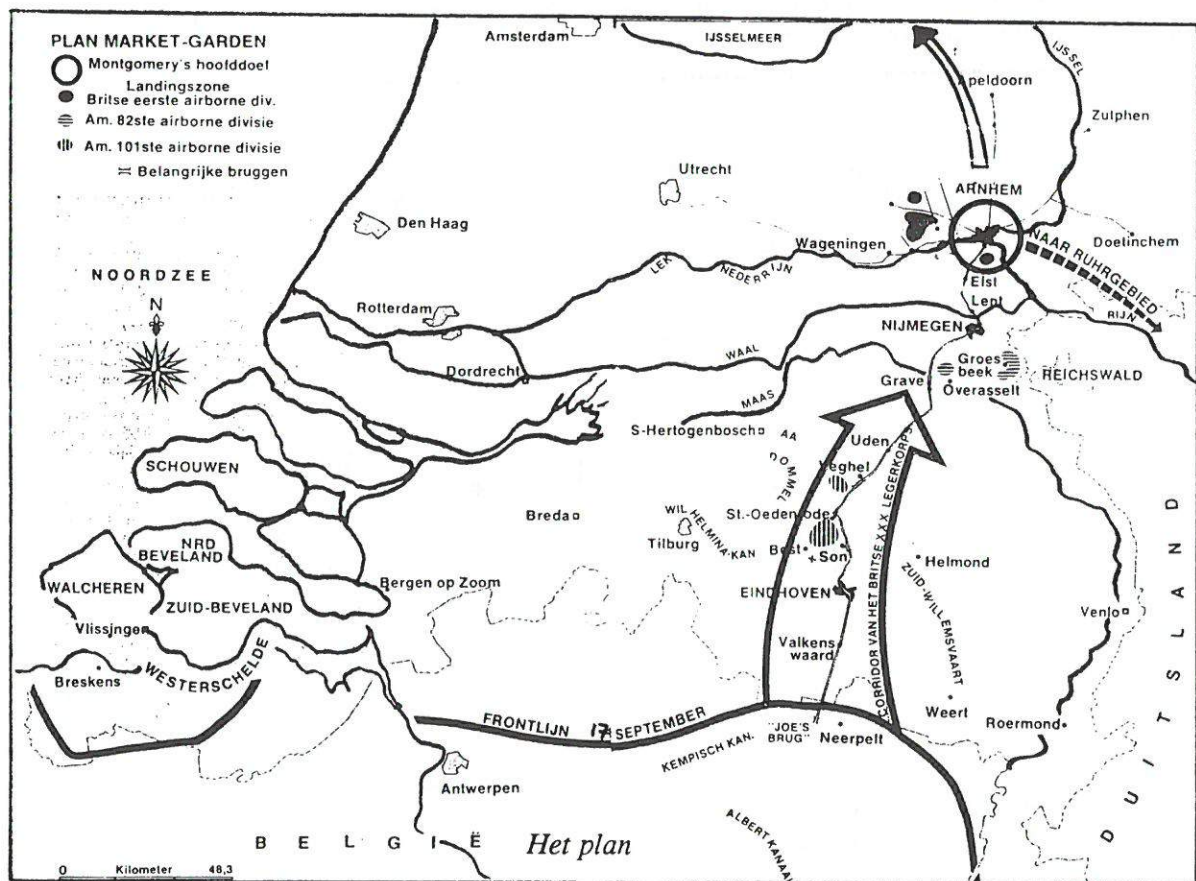 PLAN MARKET-GARDEN
Montgomery's hoofddoel
Landingszone
Britse eerste airborne div.
Am. 82ste airborne divisie
Am. 101ste airborne divisie
Belangrijke bruggen
Amsterdam
IJSSELMEER
IJSSEL
Apeldoorn
Zulphen
Utrecht
ARNHEM
Den Haag
Wageningen
Doetinchem
NAAR RUHRGEBIED
NOORDZEE
N
LEK
NEDERRIJN
Elst
Lent
RIJN
Rotterdam
NIJMEGEN
WAAL
Dordrecht
Groes
beek
REICHSWALD
Grave
Overasselt
MAAS
S-Hertogenbosch
AA
DOMMEL
Uden
Veghel
SCHOUWEN
St.-Oedenrode
Breda
WILHELMINA-KAN
Tilburg
Best
+ Son
Helmond
NRD
BEVELAND
WALCHEREN
ZUID-BEVELAND
Bergen op Zoom
EINDHOVEN
ZUID-WILLEMSVAART
Venlo
Vlissingen
Valkens
waard
CORRIDOR VAN HET BRITSE XXX LEGERKORPS
WESTERSCHELDE
Breskens
FRONTLIJN 17 SEPTEMBER
"JOE'S
BRUG"
Neerpelt
Weert
Roermond
KEMPISCH KAN.
DUITSLAND
Antwerpen
ALBERT KANAAL
BELGIË
Het plan
0 Kilometer 48,3